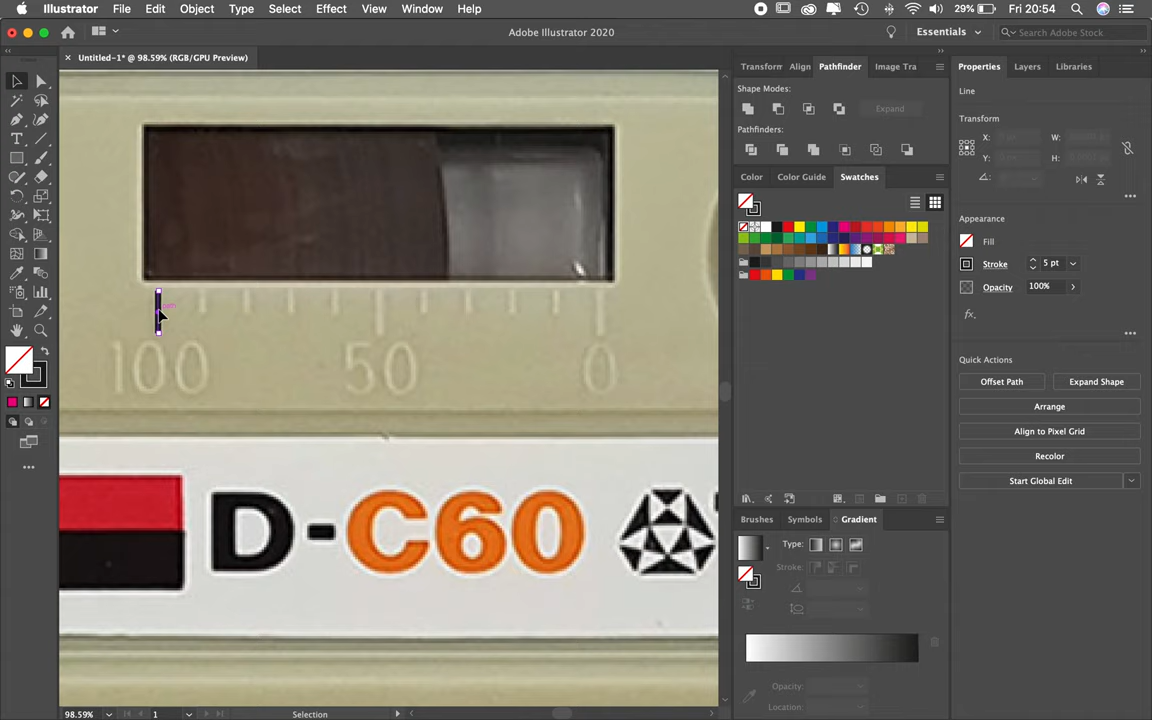 Illustrator File Edit Object Type Select Effect View Window Help 29% Fri 20:54
Adobe Illustrator 2020 Essentials Search Adobe Stock
Untitled-1* @ 98.59% (RGB/GPU Preview)
Transform Align Pathfinder Image Tra Properties Layers Libraries
Shape Modes: Line
Expand Transform
Pathfinders: X: W:
Y: H:
Color Color Guide Swatches
Appearance
Fill
Stroke 5 pt
Opacity 100%
fx.
100 50 0
Quick Actions
Offset Path Expand Shape
Arrange
Align to Pixel Grid
Recolor
Start Global Edit
D-C60
Brushes Symbols Gradient
Type:
Stroke:
Opacity:
Location:
98.59% 1 Selection